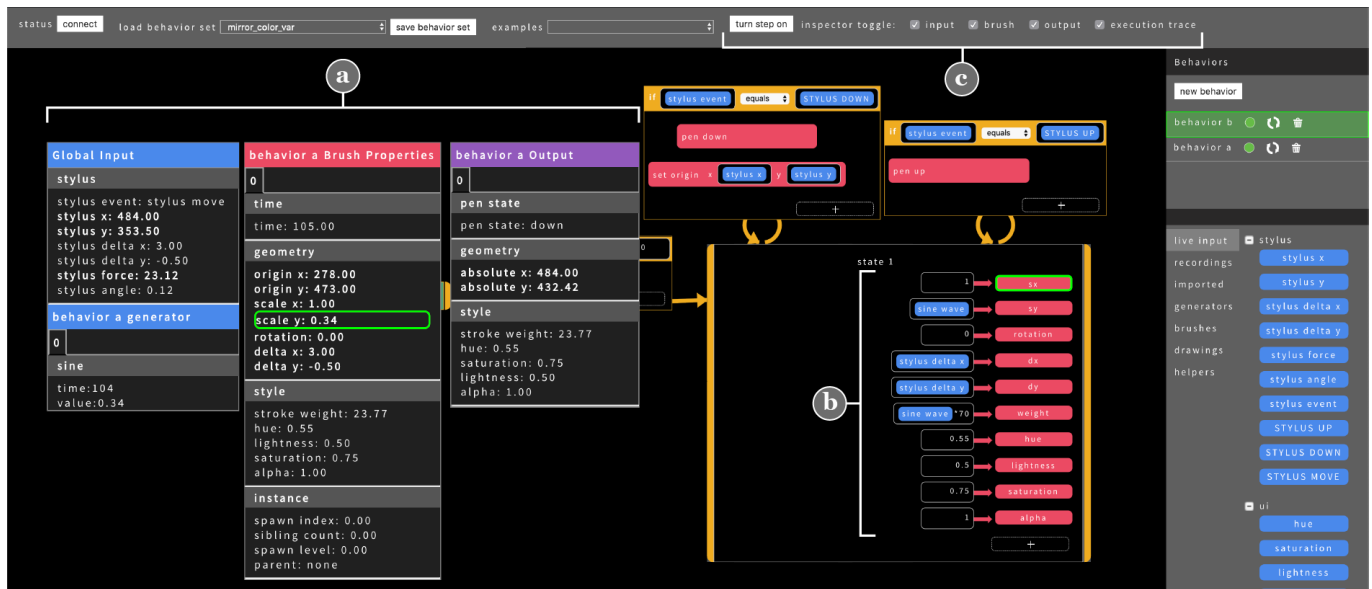 status connect load behavior set mirror_color_var save behavior set examples turn step on inspector toggle: input brush output execution trace
a
c
Behaviors
new behavior
behavior b
behavior a
Global Input
stylus
stylus event: stylus move
stylus x: 484.00
stylus y: 353.50
stylus delta x: 3.00
stylus delta y: -0.50
stylus force: 23.12
stylus angle: 0.12
behavior a generator
0
sine
time:104
value:0.34
behavior a Brush Properties
0
time
time: 105.00
geometry
origin x: 278.00
origin y: 473.00
scale x: 1.00
scale y: 0.34
rotation: 0.00
delta x: 3.00
delta y: -0.50
style
stroke weight: 23.77
hue: 0.55
lightness: 0.50
saturation: 0.75
alpha: 1.00
instance
spawn index: 0.00
sibling count: 0.00
spawn level: 0.00
parent: none
behavior a Output
0
pen state
pen state: down
geometry
absolute x: 484.00
absolute y: 432.42
style
stroke weight: 23.77
hue: 0.55
saturation: 0.75
lightness: 0.50
alpha: 1.00
if stylus event equals STYLUS DOWN
pen down
set origin x stylus x y stylus y
+
0
if stylus event equals STYLUS UP
pen up
+
state 1
b
1 sx
sine wave sy
0 rotation
stylus delta x dx
stylus delta y dy
sine wave *70 weight
0.55 hue
0.5 lightness
0.75 saturation
1 alpha
+
live input
recordings
imported
generators
brushes
drawings
helpers
stylus
stylus x
stylus y
stylus delta x
stylus delta y
stylus force
stylus angle
stylus event
STYLUS UP
STYLUS DOWN
STYLUS MOVE
ui
hue
saturation
lightness